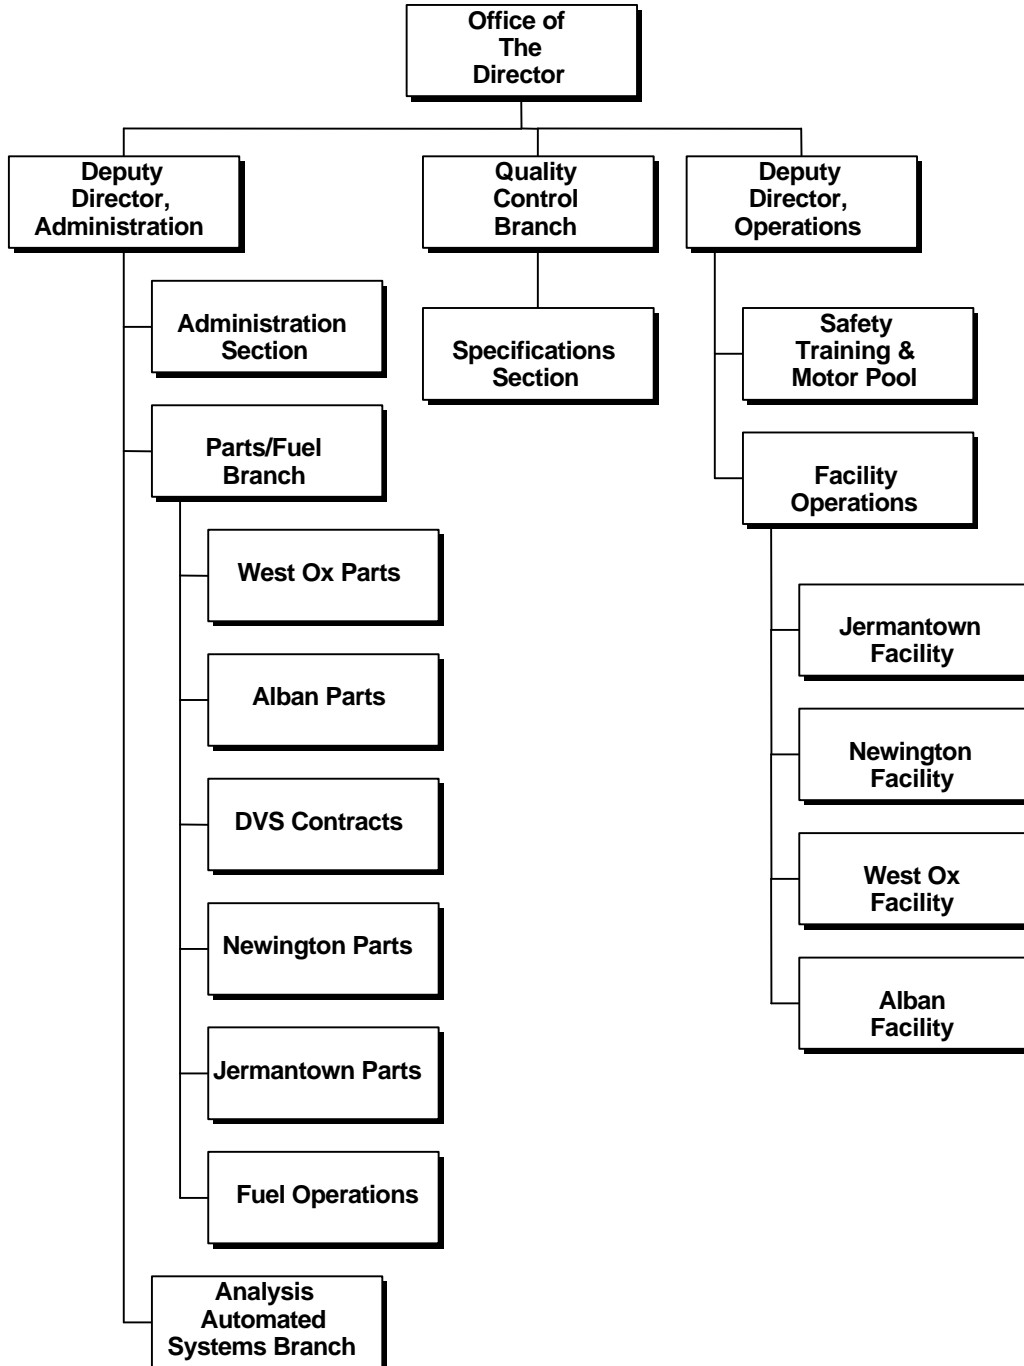 Office of
The
Director
Deputy
Director,
Administration
Quality
Control
Branch
Deputy
Director,
Operations
Administration
Section
Parts/Fuel
Branch
West Ox Parts
Alban Parts
DVS Contracts
Newington Parts
Jermantown Parts
Fuel Operations
Analysis
Automated
Systems Branch
Specifications
Section
Safety
Training &
Motor Pool
Facility
Operations
Jermantown
Facility
Newington
Facility
West Ox
Facility
Alban
Facility